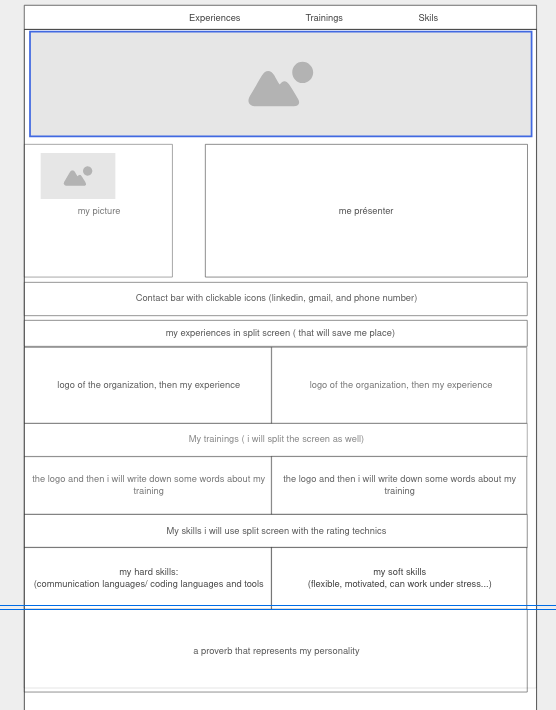 Experiences Trainings Skils
my picture
me présenter
Contact bar with clickable icons (linkedin, gmail, and phone number)
my experiences in split screen ( that will save me place)
logo of the organization, then my experience
logo of the organization, then my experience
My trainings ( i will split the screen as well)
the logo and then i will write down some words about my
training
the logo and then i will write down some words about my
training
My skills i will use split screen with the rating technics
my hard skills:
(communication languages/ coding languages and tools
my soft skills
(flexible, motivated, can work under stress...)
a proverb that represents my personality